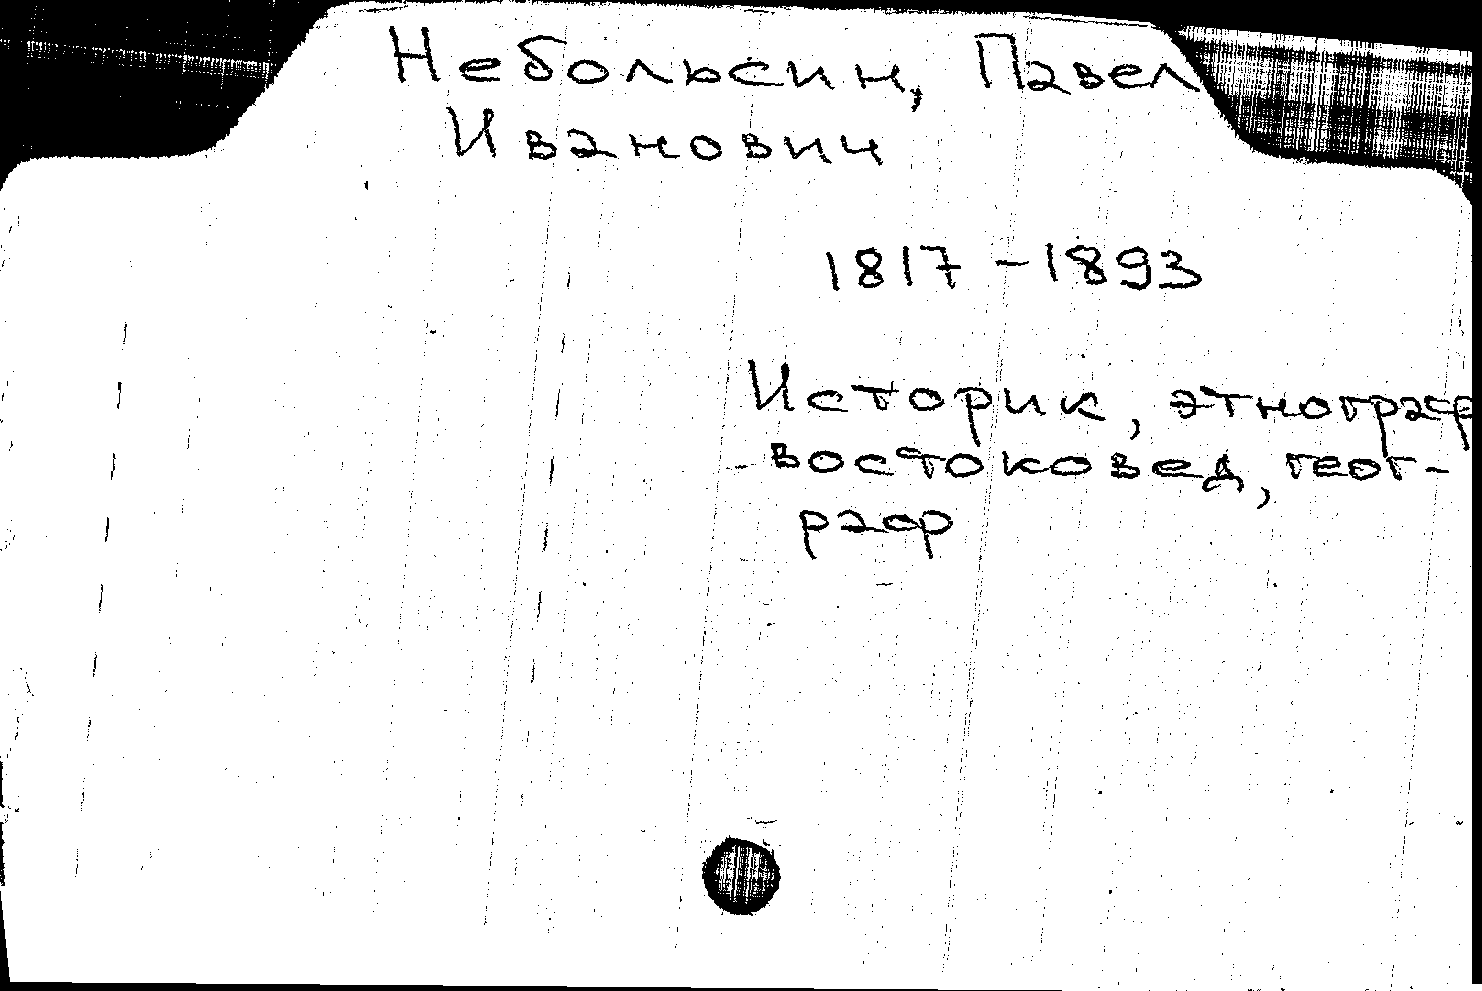 Небольсин, Павел
Иванович
1817 - 1893
Историк, этнограф
востоковед, геог-
раф